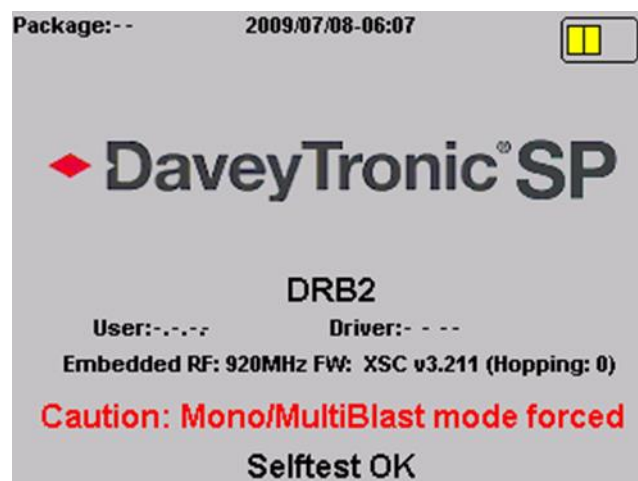 Package:-- 2009/07/08-06:07
DaveyTronic® SP
DRB2
User:-.-.-.- Driver:- - --
Embedded RF: 920MHz FW: XSC v3.211 (Hopping: 0)
Caution: Mono/MultiBlast mode forced
Selftest OK